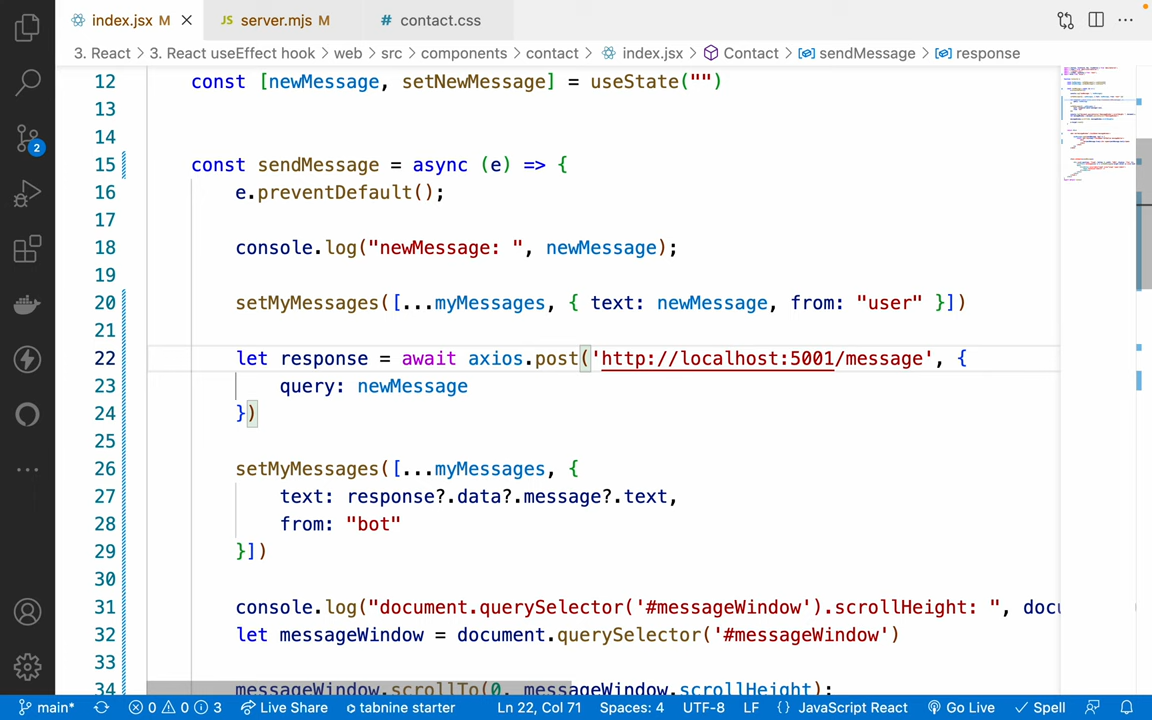 index.jsx M
JS server.mjs M
# contact.css
3. React > 3. React useEffect hook > web > src > components > contact > index.jsx > Contact > sendMessage > response
12 const [newMessage, setNewMessage] = useState("")
13
14
15 const sendMessage = async (e) => {
16 e.preventDefault();
17
18 console.log("newMessage: ", newMessage);
19
20 setMyMessages([...myMessages, { text: newMessage, from: "user" }])
21
22 let response = await axios.post('http://localhost:5001/message', {
23 query: newMessage
24 })
25
26 setMyMessages([...myMessages, {
27 text: response?.data?.message?.text,
28 from: "bot"
29 }])
30
31 console.log("document.querySelector('#messageWindow').scrollHeight: ", docu
32 let messageWindow = document.querySelector('#messageWindow')
33
34 messageWindow.scrollTo(0, messageWindow.scrollHeight);
2
main* 0 0 3 Live Share tabnine starter Ln 22, Col 71 Spaces: 4 UTF-8 LF {} JavaScript React Go Live Spell